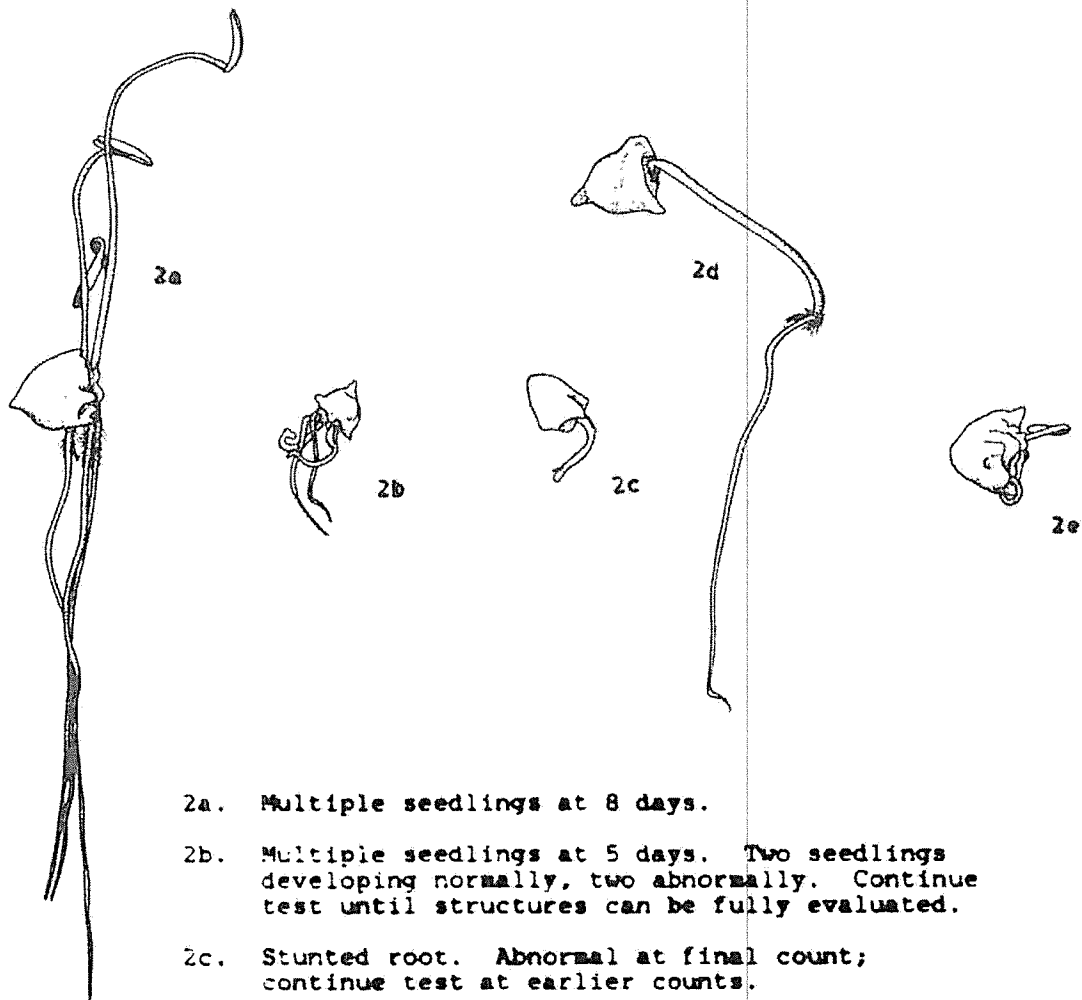 2a
2d
2b
2c
2e
2a. Multiple seedlings at 8 days.
2b. Multiple seedlings at 5 days. Two seedlings
developing normally, two abnormally. Continue
test until structures can be fully evaluated.
2c. Stunted root. Abnormal at final count;
continue test at earlier counts.